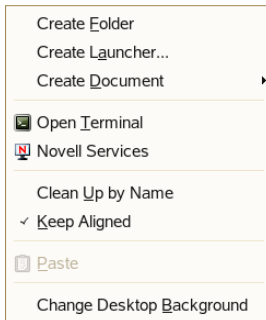 Create Folder
Create Launcher...
Create Document
Open Terminal
Novell Services
Clean Up by Name
Keep Aligned
Paste
Change Desktop Background